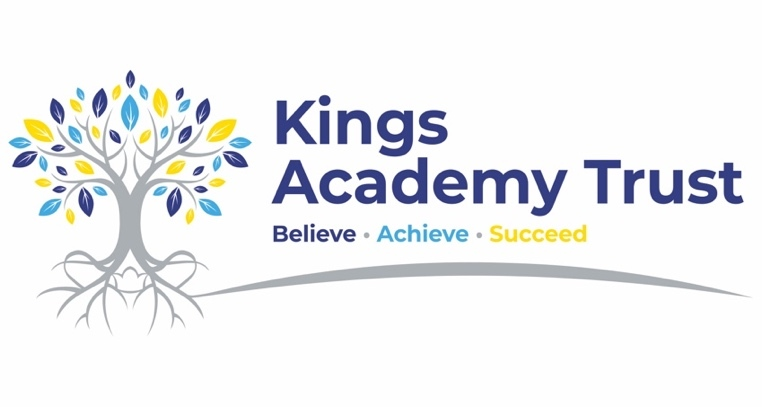 Kings
Academy Trust
Believe • Achieve • Succeed